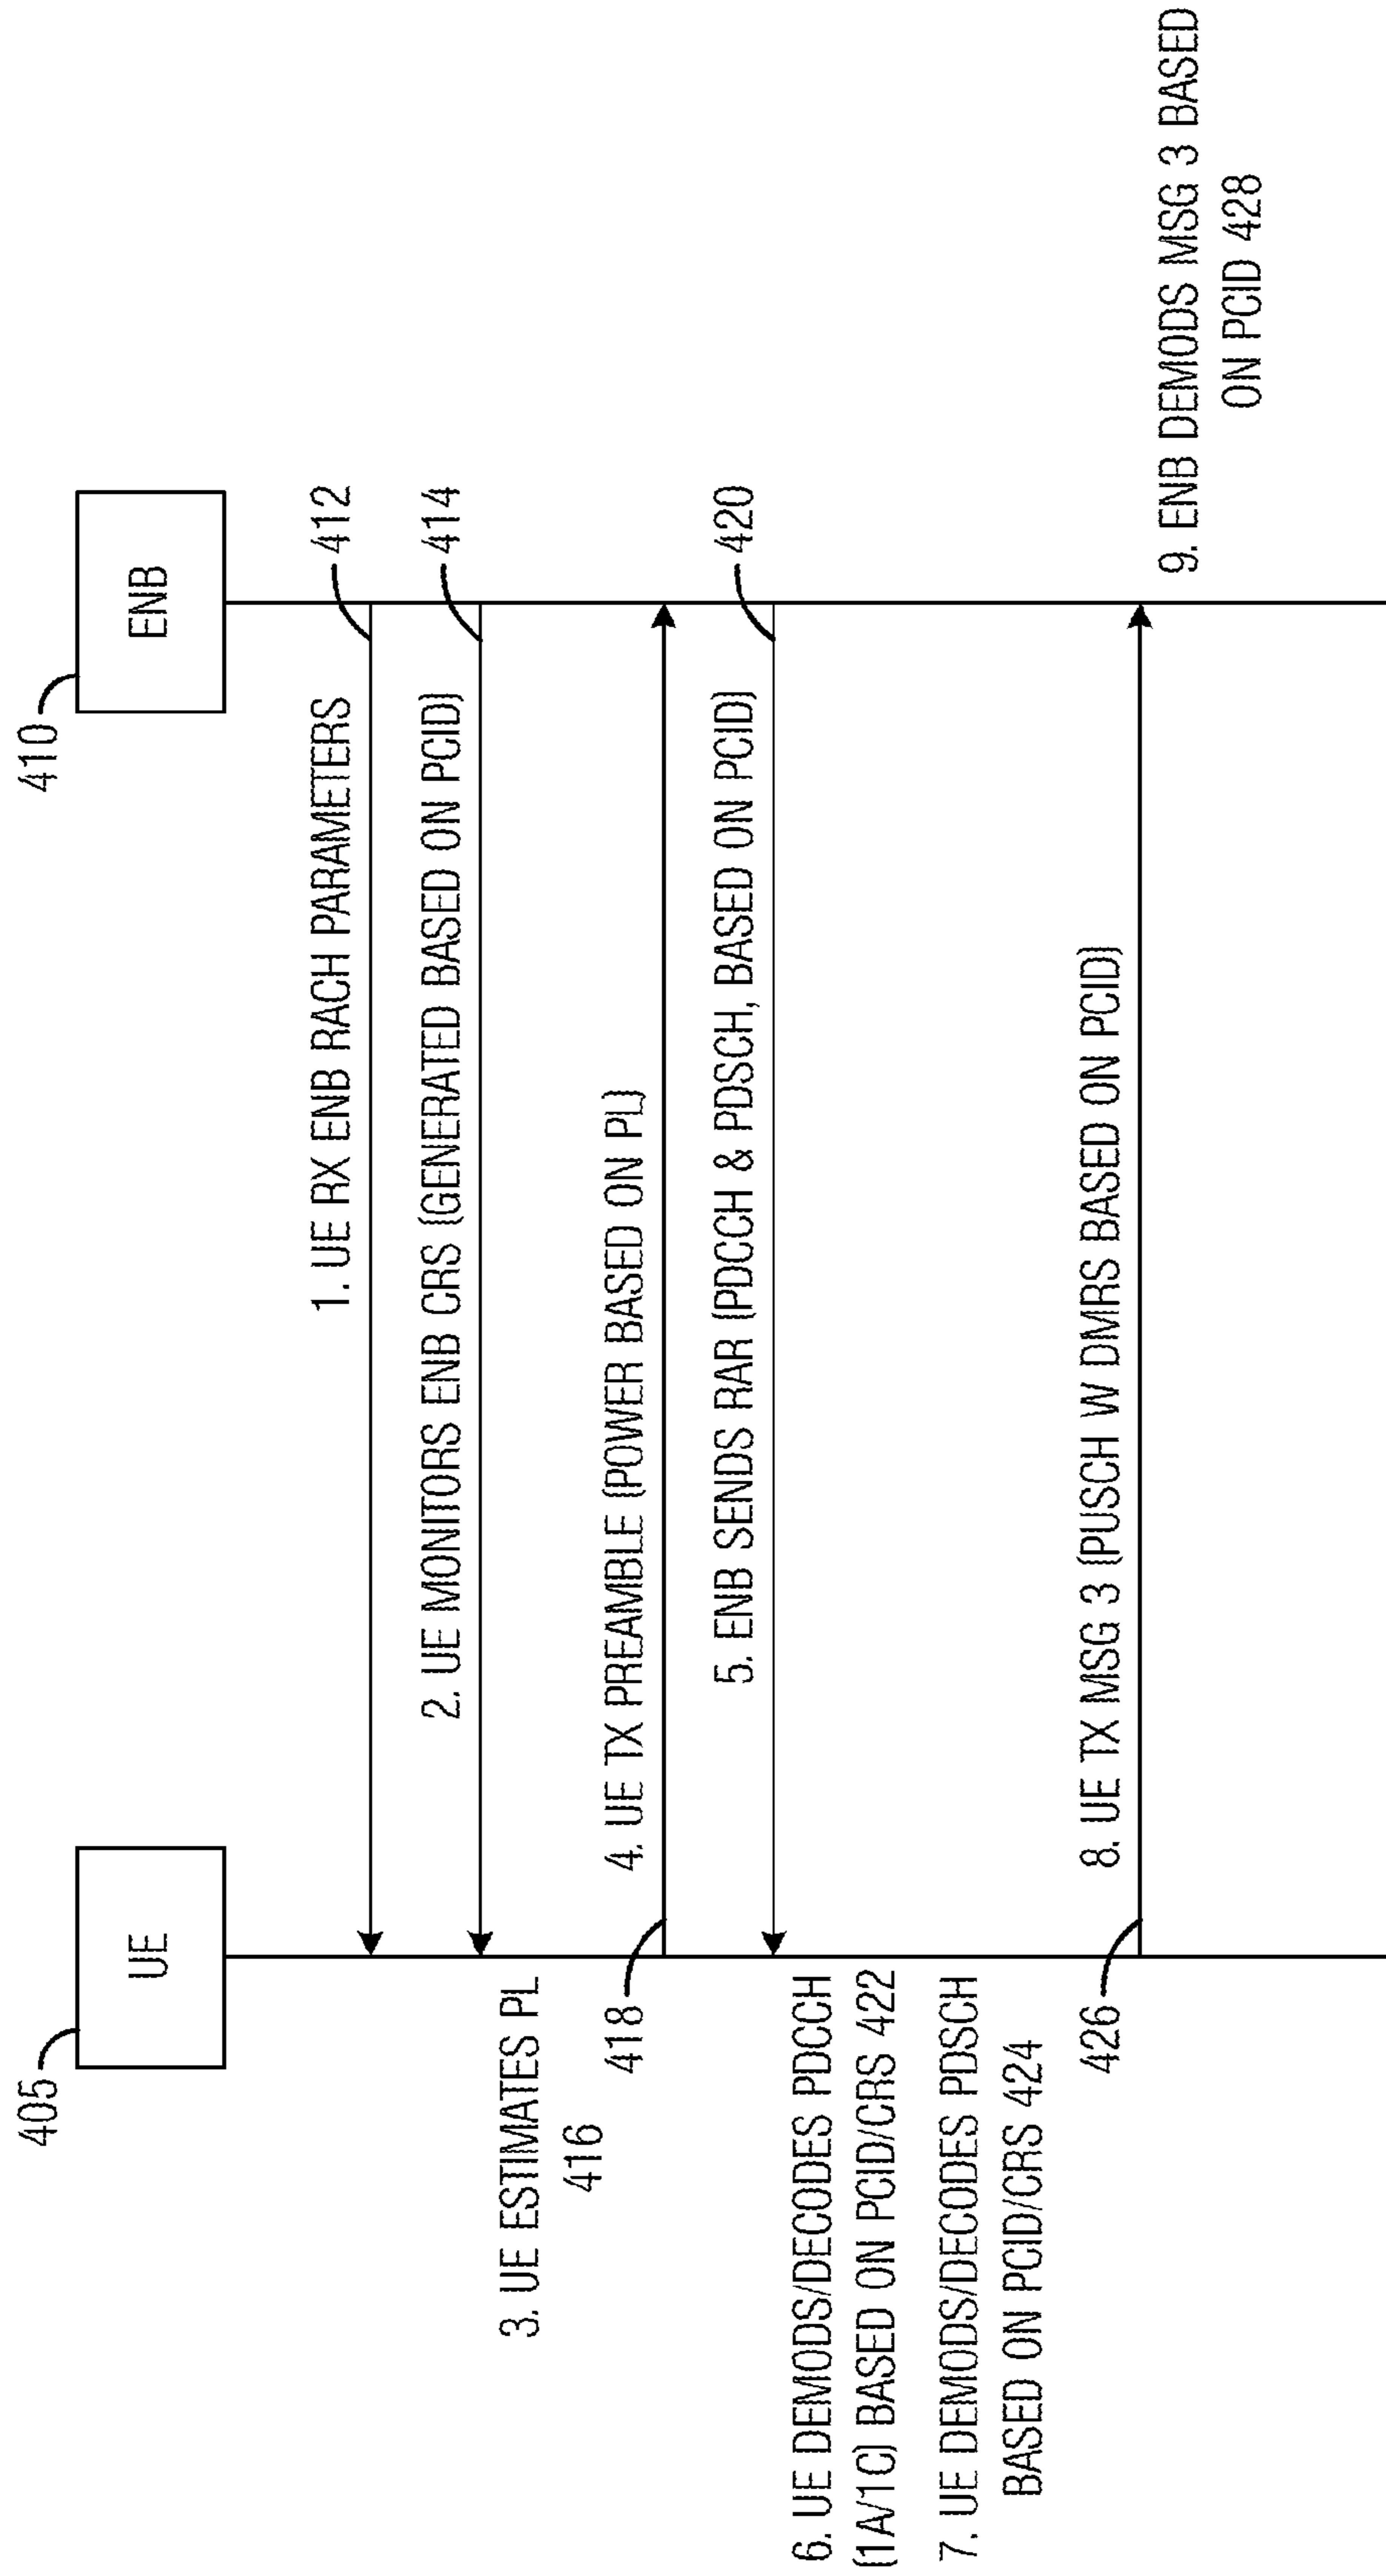 405
UE
410
ENB
1. UE RX ENB RACH PARAMETERS
412
2. UE MONITORS ENB CRS (GENERATED BASED ON PCID)
414
3. UE ESTIMATES PL
416
4. UE TX PREAMBLE (POWER BASED ON PL)
418
5. ENB SENDS RAR (PDCCH & PDSCH, BASED ON PCID)
420
6. UE DEMODS/DECODES PDCCH
(1A/1C) BASED ON PCID/CRS 422
7. UE DEMODS/DECODES PDSCH
BASED ON PCID/CRS 424
8. UE TX MSG 3 (PUSCH W DMRS BASED ON PCID)
426
9. ENB DEMODS MSG 3 BASED
ON PCID 428